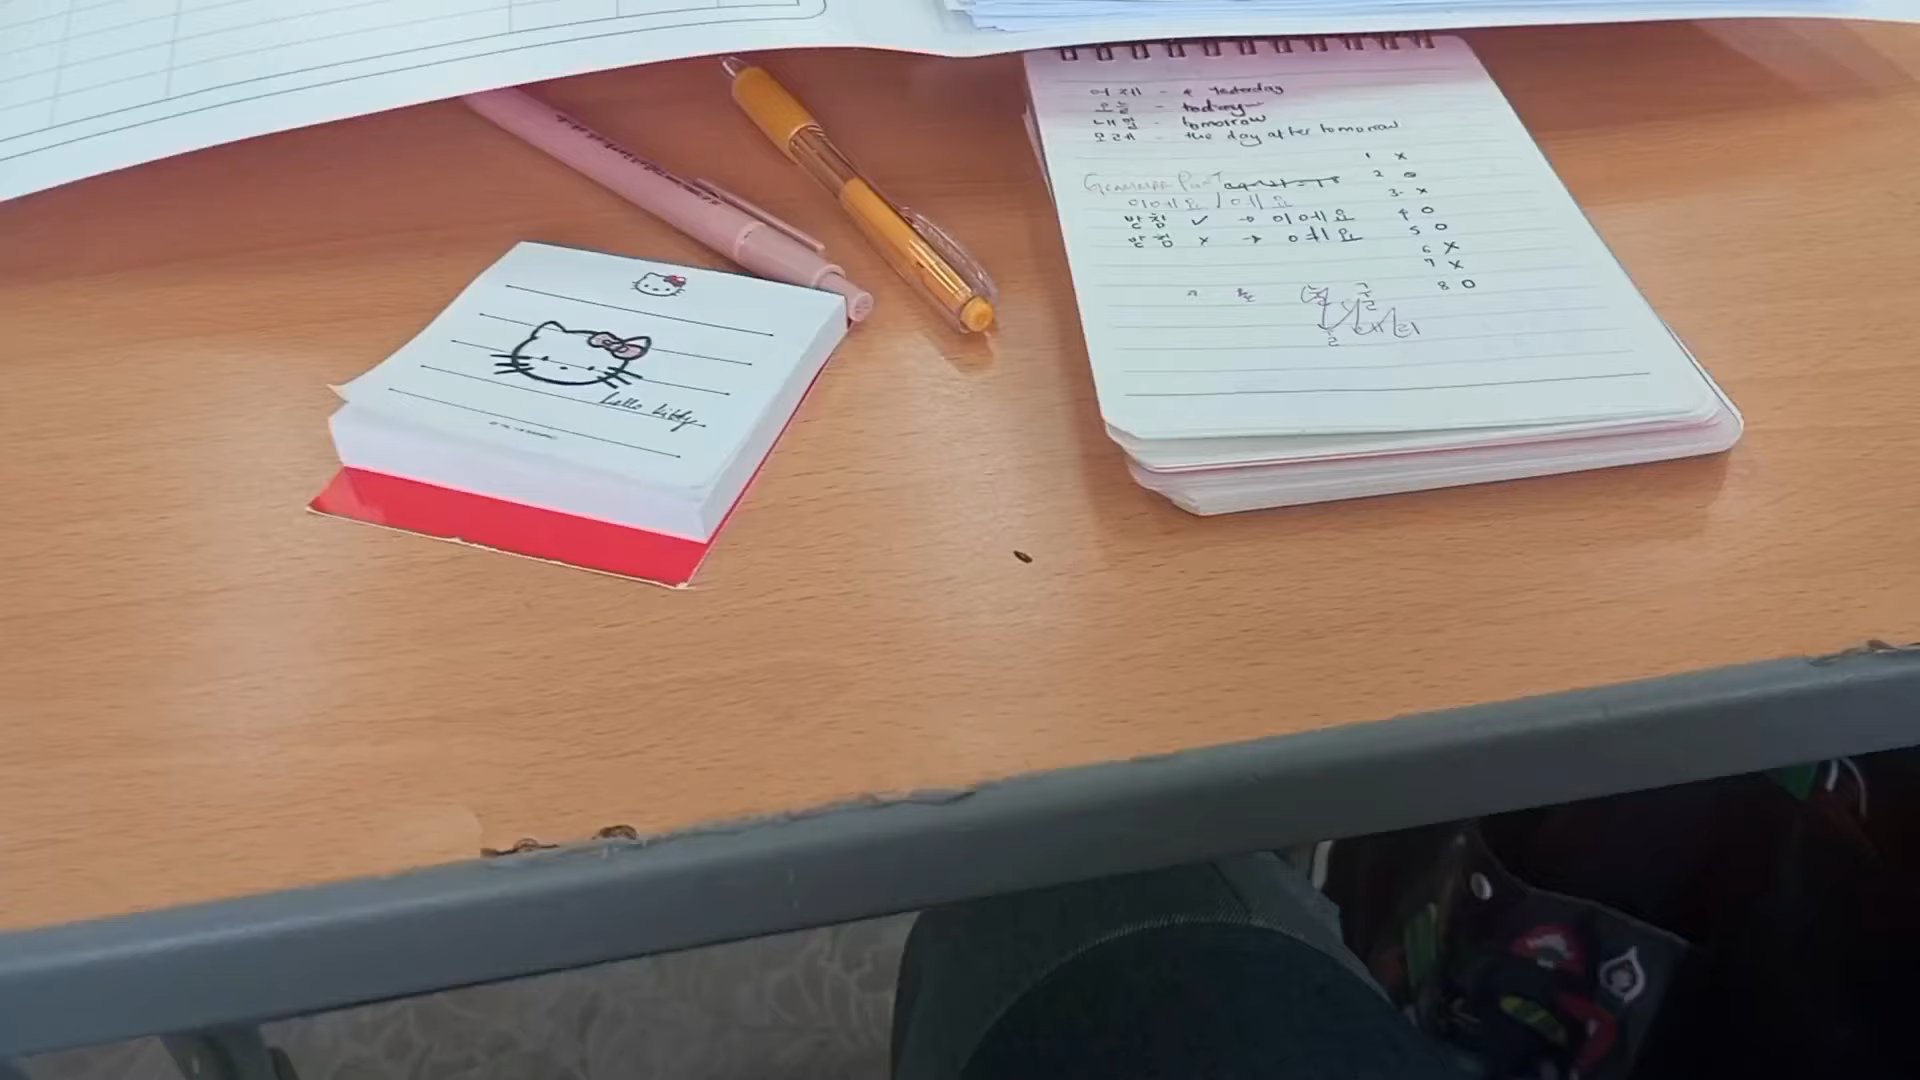 어제 - yesterday
오늘 - today
내일 - tomorrow
모레 - the day after tomorrow
Grammar Part
이에요 / 예요
받침 ✓ → 이에요
받침 x → 예요
1 x
2 o
3. x
4 o
5 o
6 x
7 x
8 o
hello kitty